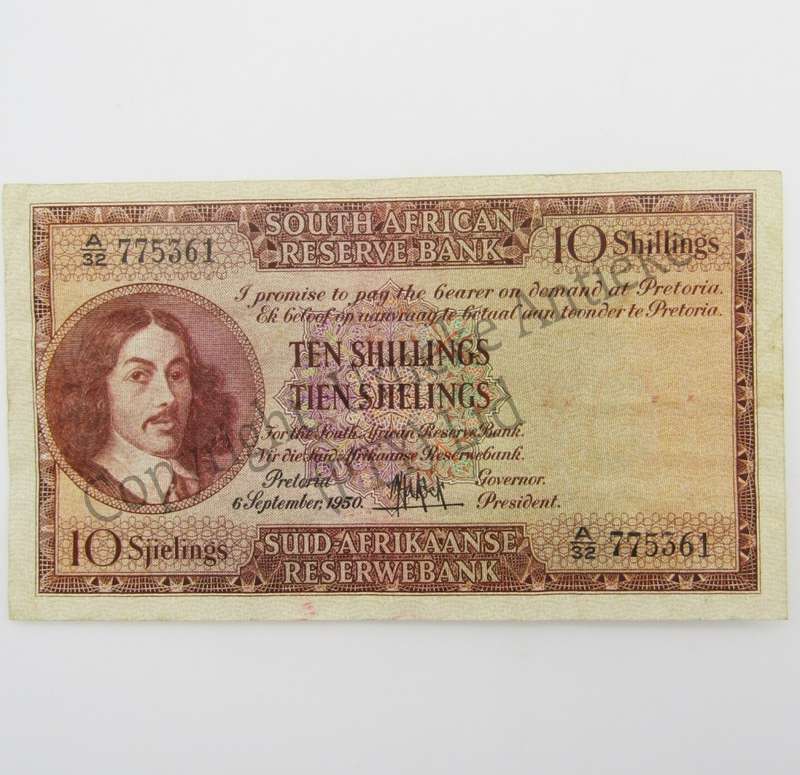 SOUTH AFRICAN
RESERVE BANK
A/32 775361
10 Shillings
I promise to pay the bearer on demand at Pretoria.
Ek beloof op aanvraag te betaal aan toonder te Pretoria.
TEN SHILLINGS
TIEN SJIELINGS
For the South African Reserve Bank.
Vir die Suid-Afrikaanse Reserwebank.
Pretoria
6 September, 1950.
Governor.
President.
10 Sjielings
SUID-AFRIKAANSE
RESERWEBANK
A/32 775361
Copyright